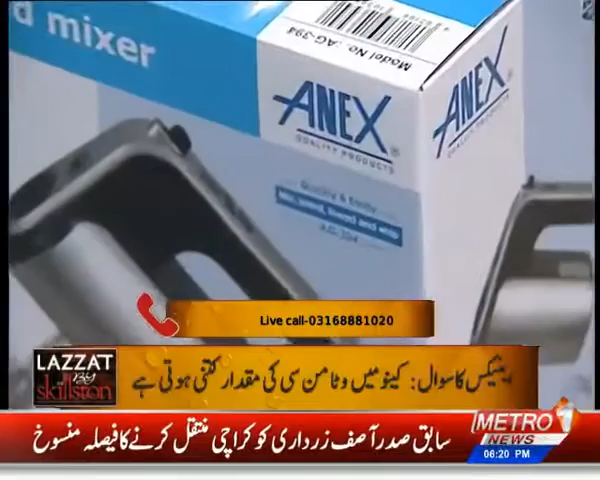 d mixer
Model No. AG-394
ANEX
QUALITY PRODUCTS
ANEX
QUALITY PRODUCTS
AG-394
Live call-03168881020
LAZZAT
skillston
اینیکس کا سوال : کینو میں وٹامن سی کی مقدار کتنی ہوتی ہے
سابق صدر آصف زرداری کو کراچی منتقل کرنے کا فیصلہ منسوخ
METRO 1
NEWS
06:20 PM